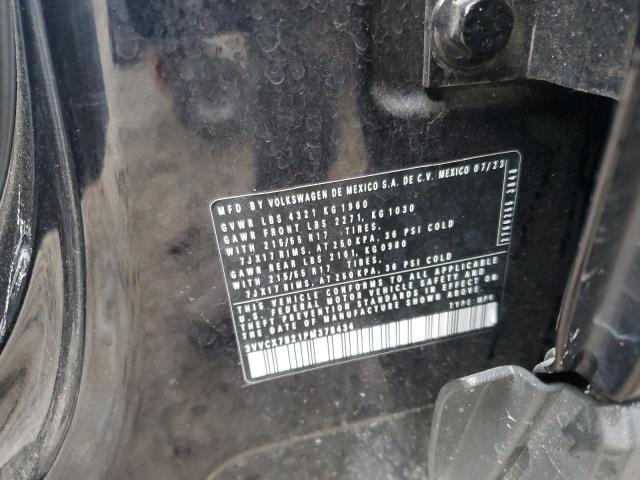 MFD BY VOLKSWAGEN DE MEXICO S.A. DE C.V. MEXICO 07/23
GVWR LBS 4321 KG 1960
GAWR FRONT LBS 2271, KG 1030
WITH 215/65 R17 TIRES,
7JX17 RIMS, AT 250 KPA, 36 PSI COLD
GAWR REAR LBS 2161 KG 0980
WITH 215/65 R17 TIRES,
7JX17 RIMS, AT 250 KPA, 36 PSI COLD
THIS VEHICLE CONFORMS TO ALL APPLICABLE
U.S. FEDERAL MOTOR VEHICLE SAFETY AND
THEFT PREVENTION STANDARDS IN EFFECT ON
THE DATE OF MANUFACTURE SHOWN ABOVE.
TYPE: MPV